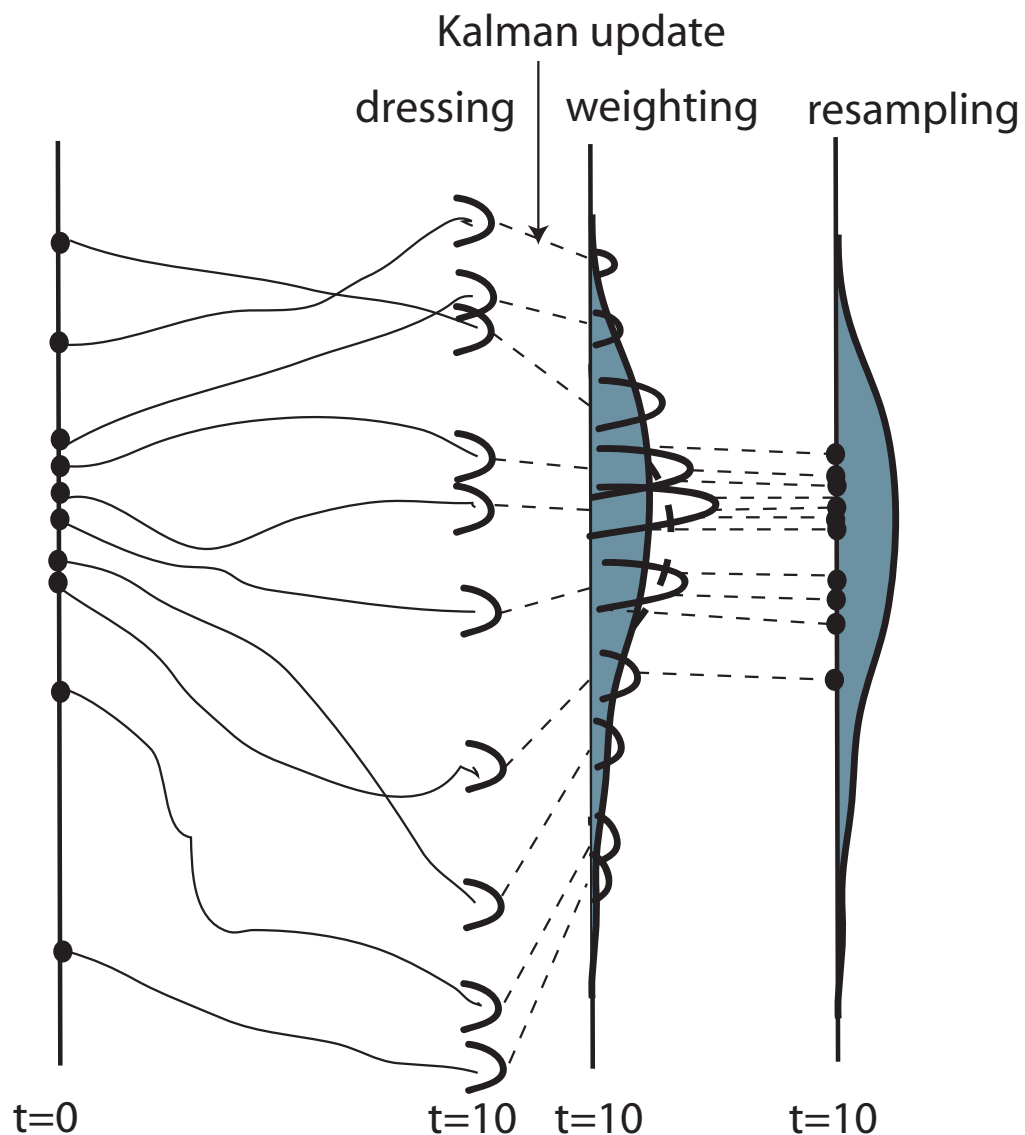 Kalman update
dressing
weighting
resampling
t=0
t=10
t=10
t=10